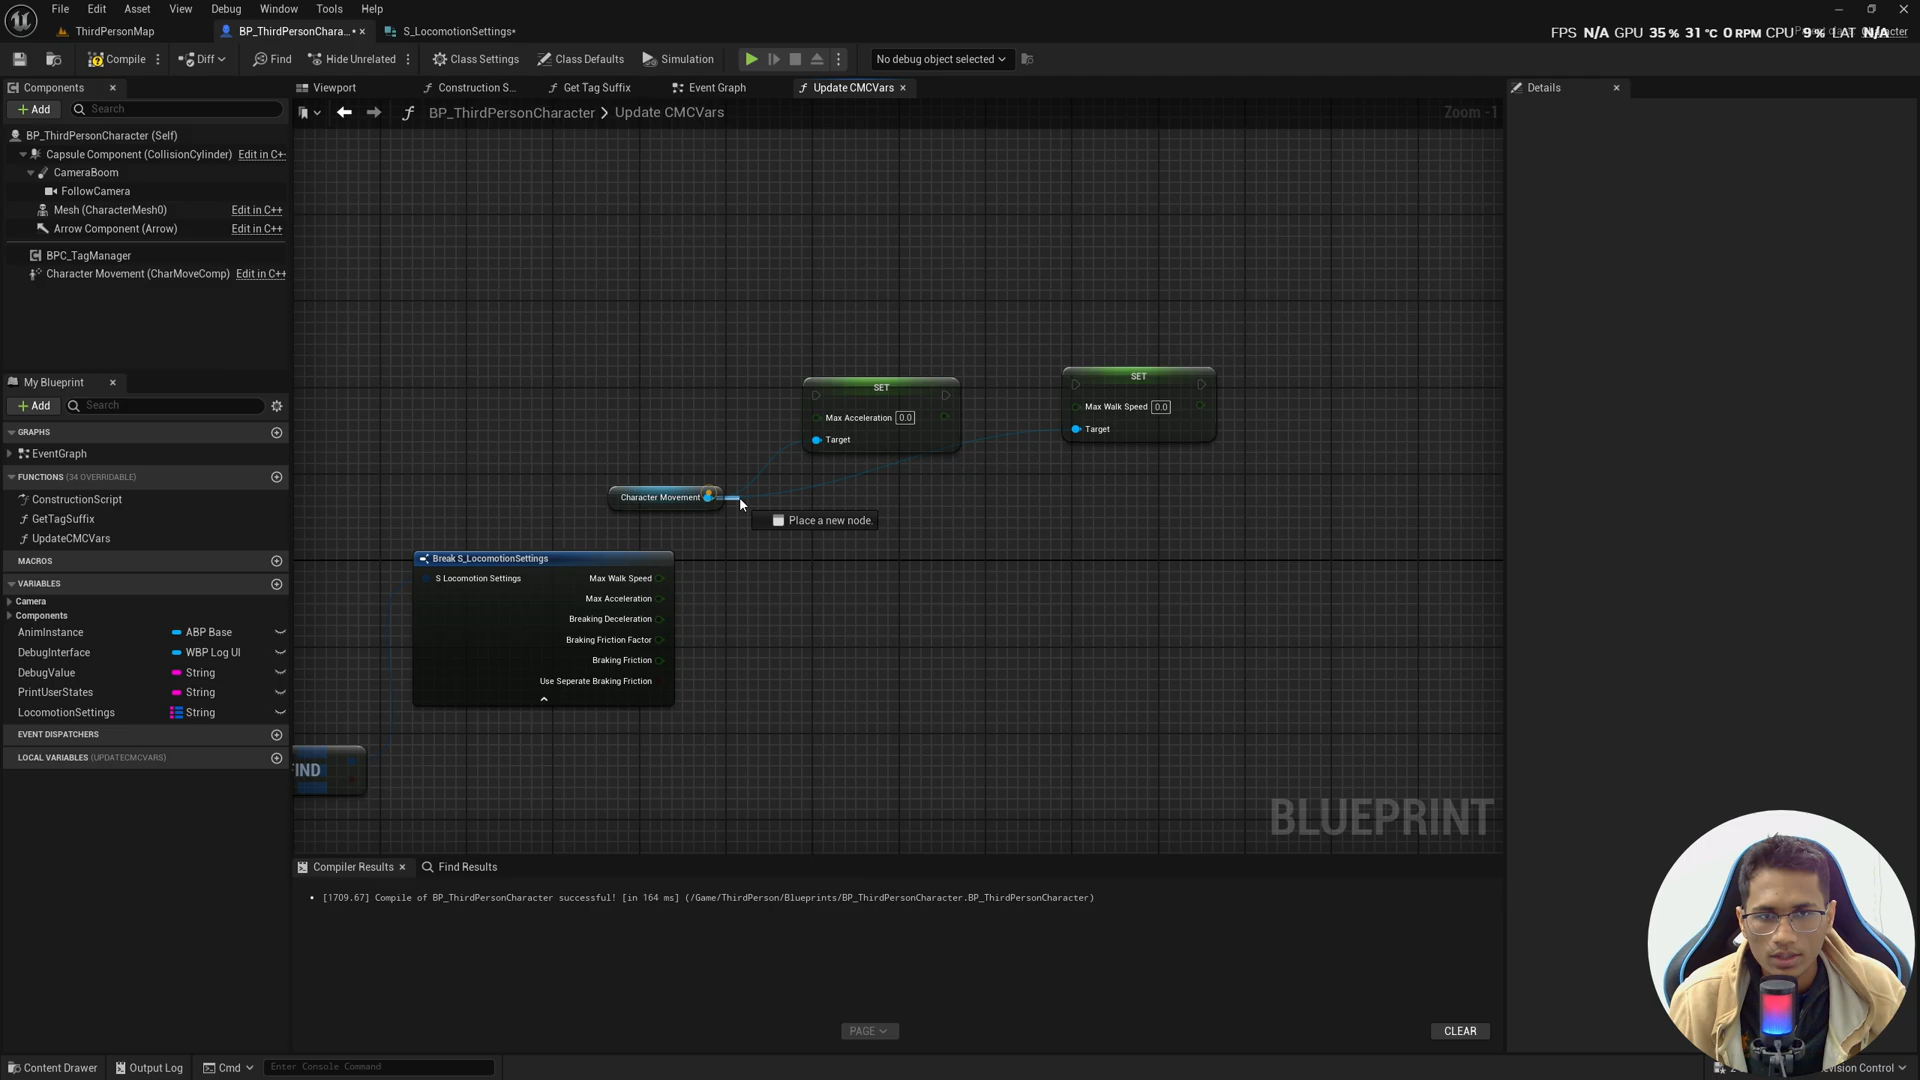 File Edit Asset View Debug Window Tools Help
ThirdPersonMap BP_ThirdPersonChara...• S_LocomotionSettings•
FPS N/A GPU 35 % 31 °C 0 RPM CPU 9 %
Compile Diff Find Hide Unrelated Class Settings Class Defaults Simulation No debug object selected
Components
Viewport Construction S... Get Tag Suffix Event Graph Update CMCVars
Details
Add Search
BP_ThirdPersonCharacter > Update CMCVars
Zoom -1
BP_ThirdPersonCharacter (Self)
Capsule Component (CollisionCylinder) Edit in C++
CameraBoom
FollowCamera
Mesh (CharacterMesh0) Edit in C++
Arrow Component (Arrow) Edit in C++
BPC_TagManager
Character Movement (CharMoveComp) Edit in C++
My Blueprint
Add Search
GRAPHS
EventGraph
FUNCTIONS (34 OVERRIDABLE)
ConstructionScript
GetTagSuffix
UpdateCMCVars
MACROS
VARIABLES
Camera
Components
AnimInstance ABP Base
DebugInterface WBP Log UI
DebugValue String
PrintUserStates String
LocomotionSettings String
EVENT DISPATCHERS
LOCAL VARIABLES (UPDATECMCVARS)
SET
Max Acceleration 0.0
Target
SET
Max Walk Speed 0.0
Target
Character Movement
Place a new node.
Break S_LocomotionSettings
S Locomotion Settings Max Walk Speed
Max Acceleration
Breaking Deceleration
Braking Friction Factor
Braking Friction
Use Seperate Braking Friction
IND
BLUEPRINT
Compiler Results Find Results
[1709.67] Compile of BP_ThirdPersonCharacter successful! [in 164 ms] (/Game/ThirdPerson/Blueprints/BP_ThirdPersonCharacter.BP_ThirdPersonCharacter)
PAGE
CLEAR
Content Drawer Output Log Cmd Enter Console Command
Control